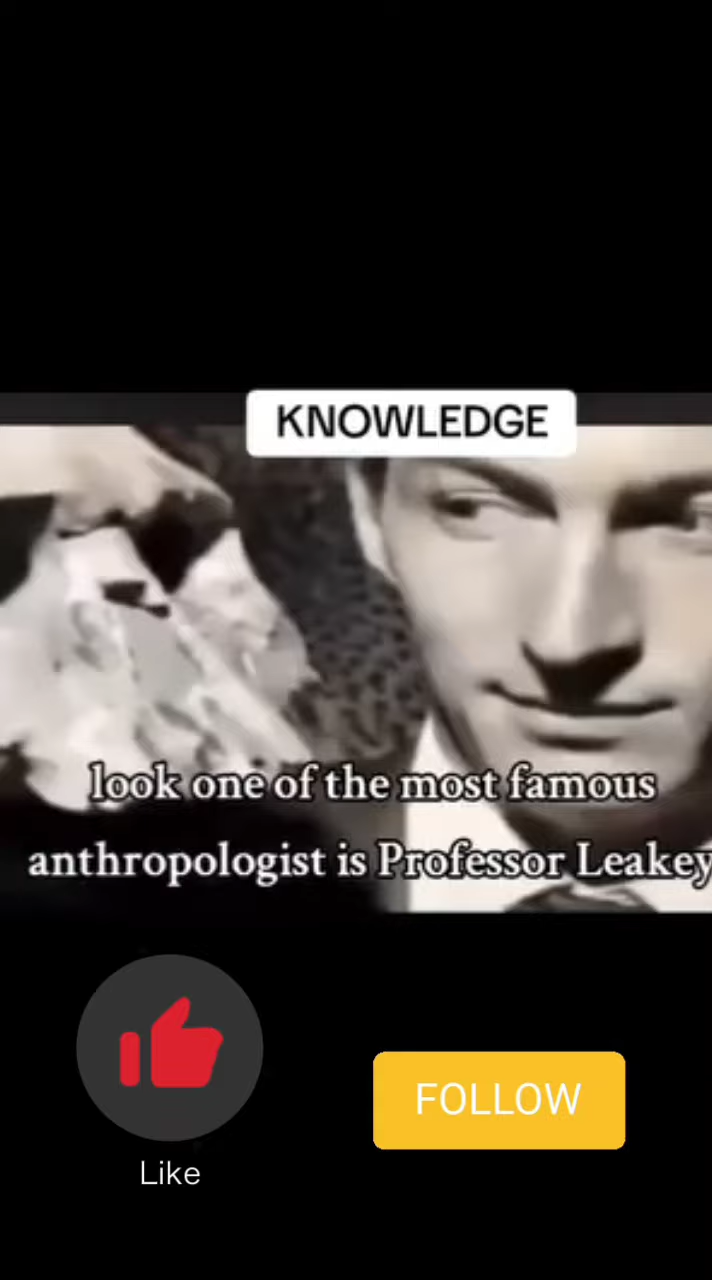 KNOWLEDGE
look one of the most famous
anthropologist is Professor Leakey
Like
FOLLOW